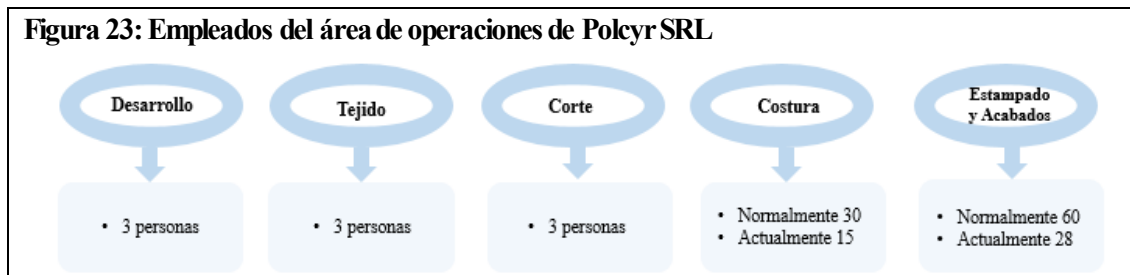 Figura 23: Empleados del área de operaciones de Polcyr SRL
Desarrollo
Tejido
Corte
Costura
Estampado
y Acabados
• 3 personas
• 3 personas
• 3 personas
• Normalmente 30
• Actualmente 15
• Normalmente 60
• Actualmente 28